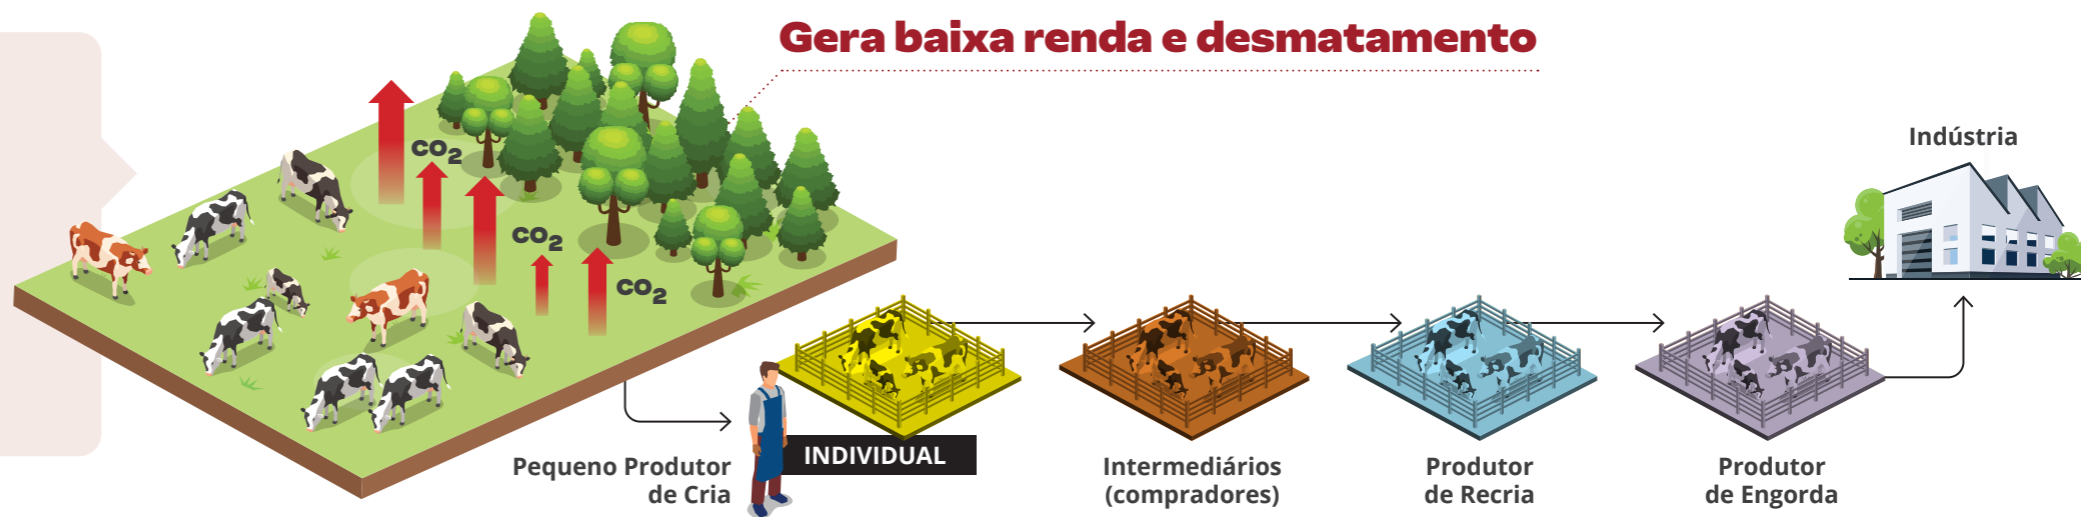 Gera baixa renda e desmatamento
CO2
CO2
CO2
Indústria
Pequeno Produtor
de Cria
INDIVIDUAL
Intermediários
(compradores)
Produtor
de Recria
Produtor
de Engorda